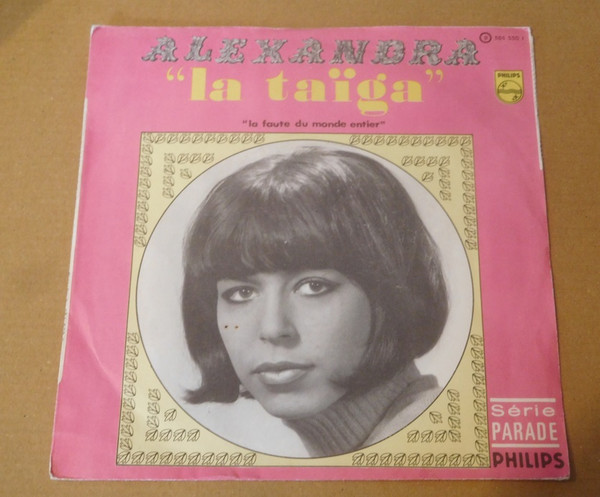 ALEXANDRA
"la taïga"
"la faute du monde entier"
PHILIPS
Série
PARADE
PHILIPS